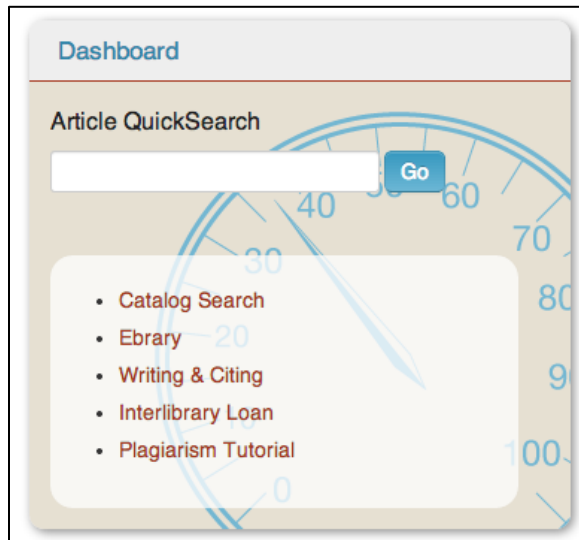 Dashboard
Article QuickSearch
Go
40 50 60
70
30
Catalog Search
80
Ebrary
20
Writing & Citing
90
Interlibrary Loan
10
Plagiarism Tutorial
100
0